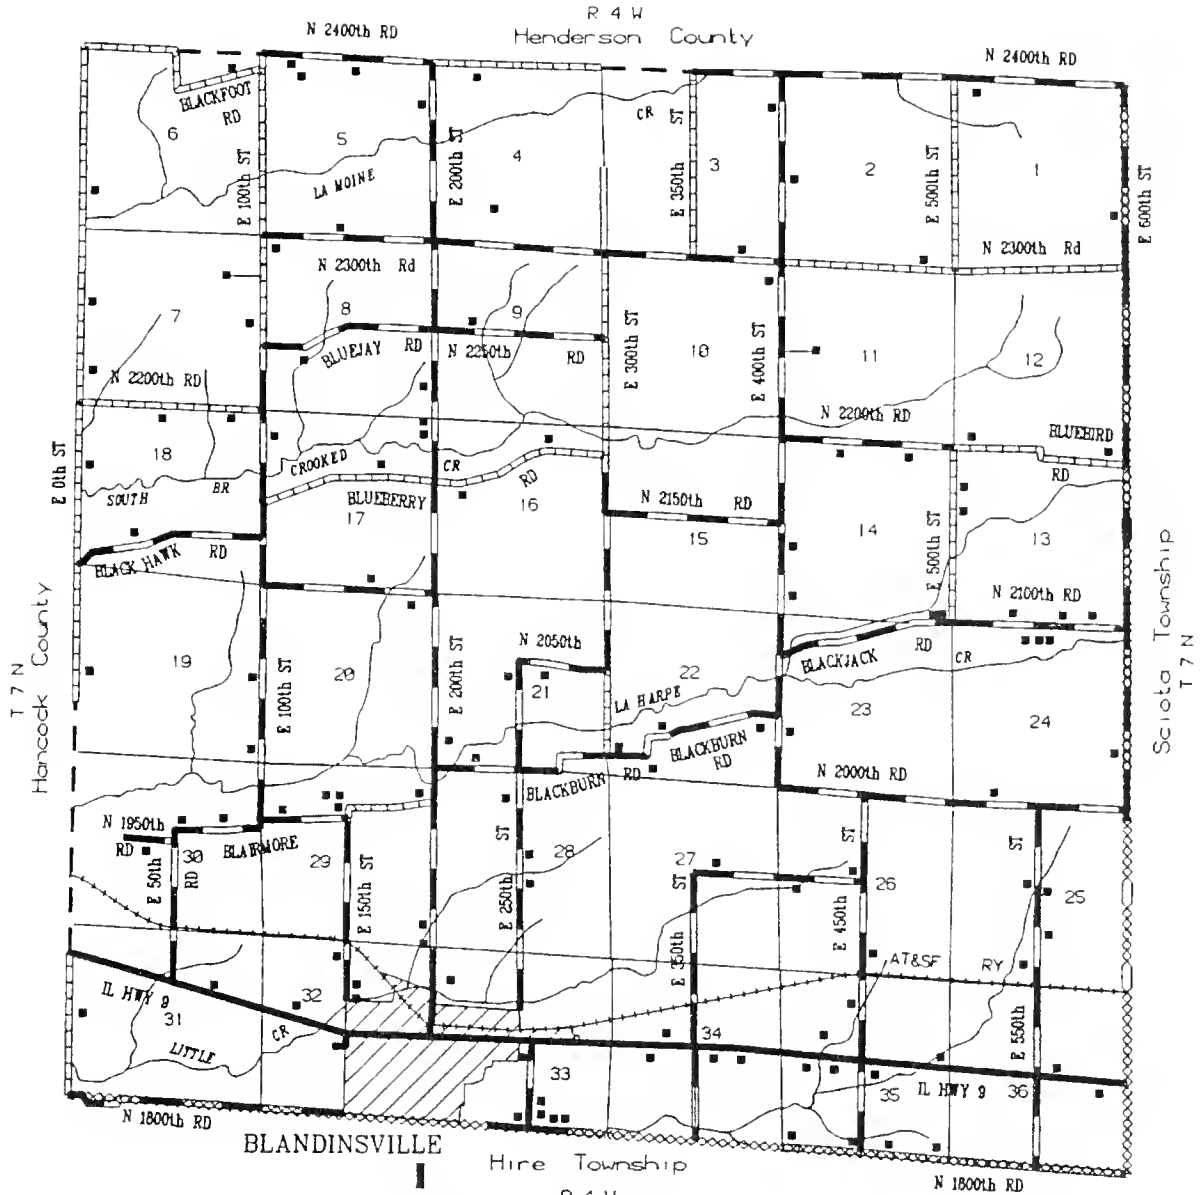 R 4 W
N 2400th RD
Henderson County
N 2400th RD
BLACKFOOT
RD
CR
6
5
4
3
2
1
E 100th ST
E 200th ST
E 350th ST
E 500th ST
E 600th ST
LA MOINE
N 2300th Rd
N 2300th Rd
7
8
9
10
11
12
BLUEJAY RD
N 2250th RD
E 300th ST
E 400th ST
N 2200th RD
N 2200th RD
BLUEBIRD
RD
E 0th ST
18
CROOKED CR
SOUTH BR
BLUEBERRY RD
17
16
N 2150th RD
15
14
13
E 500th ST
BLACK HAWK RD
N 2100th RD
Hancock County
T 7 N
Sciota Township
T 7 N
N 2050th
19
20
21
22
23
24
E 100th ST
E 200th ST
BLACKJACK RD
CR
LA HARPE
BLACKBURN
RD
BLACKBURN RD
N 2000th RD
N 1950th
RD
BLAIRMORE
RD
30
29
28
27
26
25
E 50th
E 150th ST
E 250th ST
E 350th ST
E 450th ST
E 550th ST
AT&SF RY
IL HWY 9
31
32
33
34
35
36
LITTLE CR
IL HWY 9
N 1800th RD
BLANDINSVILLE
Hire Township
N 1800th RD
R 4 W